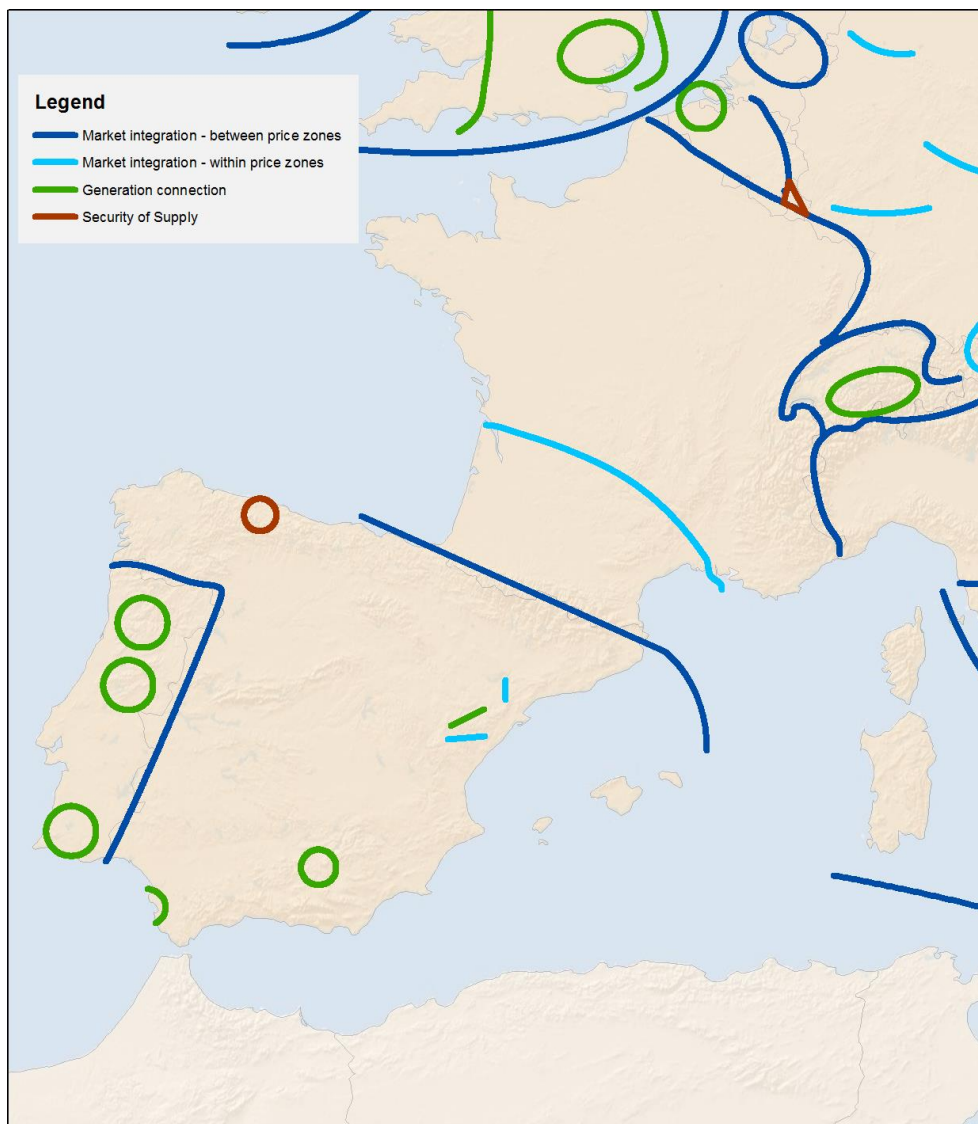 Legend
Market integration - between price zones
Market integration - within price zones
Generation connection
Security of Supply